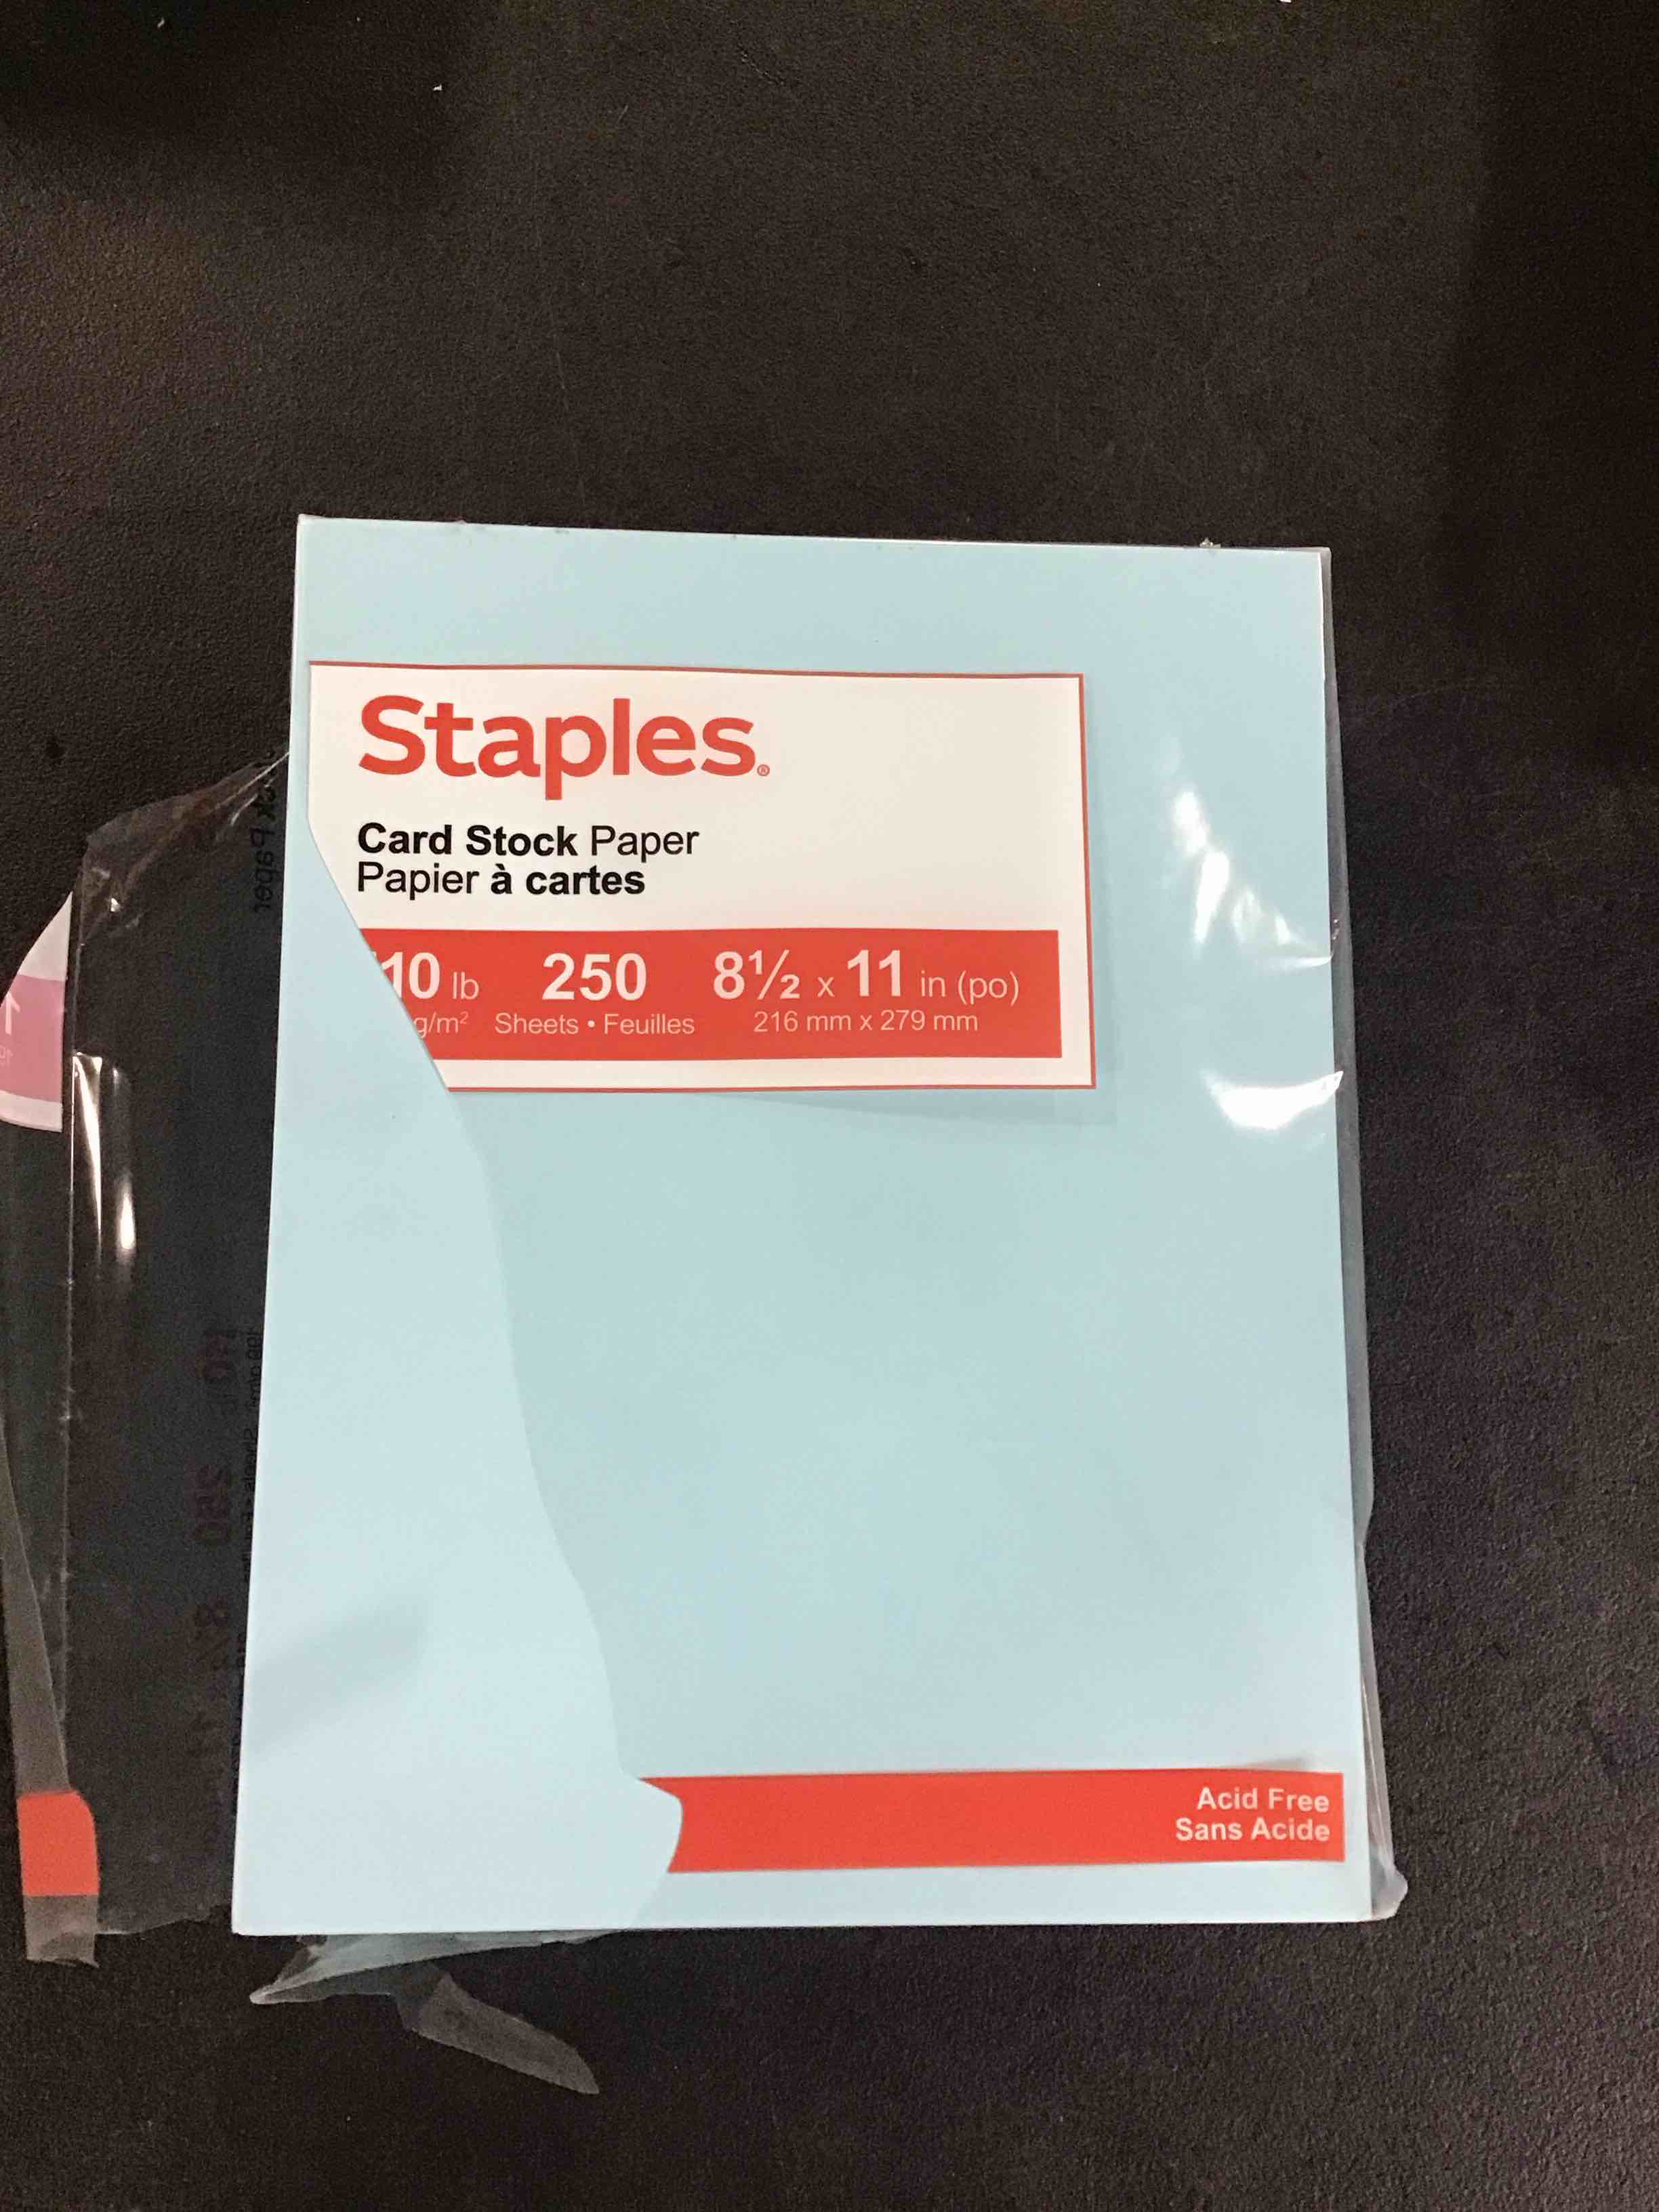 Staples®
Card Stock Paper
Papier à cartes
10 lb 250 8½ x 11 in (po)
g/m² Sheets • Feuilles 216 mm x 279 mm
Acid Free
Sans Acide